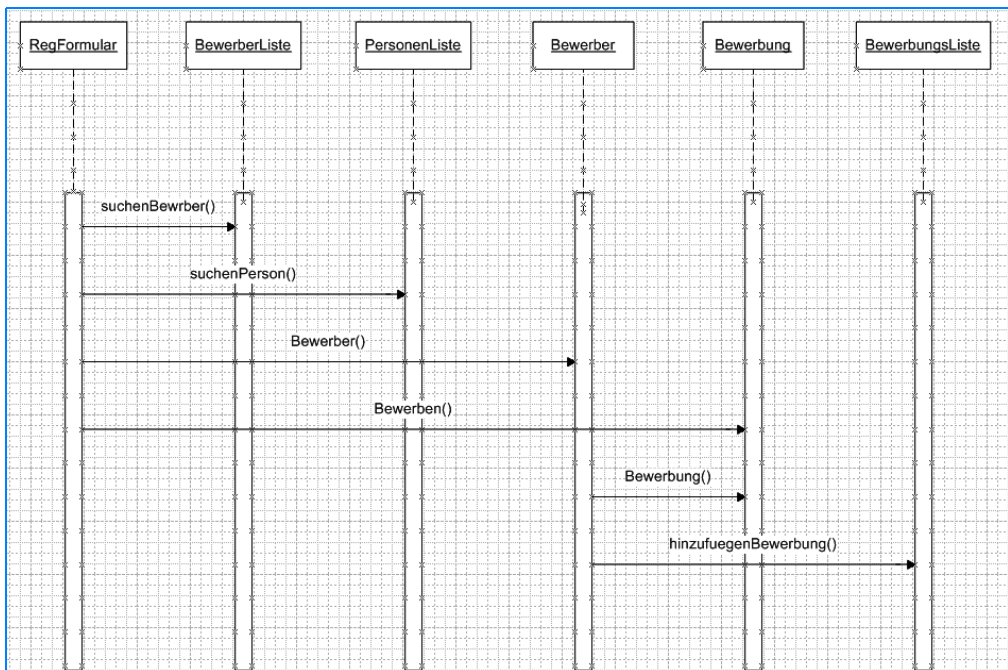 RegFormular
BewerberListe
PersonenListe
Bewerber
Bewerbung
BewerbungsListe
suchenBewrber()
suchenPerson()
Bewerber()
Bewerben()
Bewerbung()
hinzufuegenBewerbung()